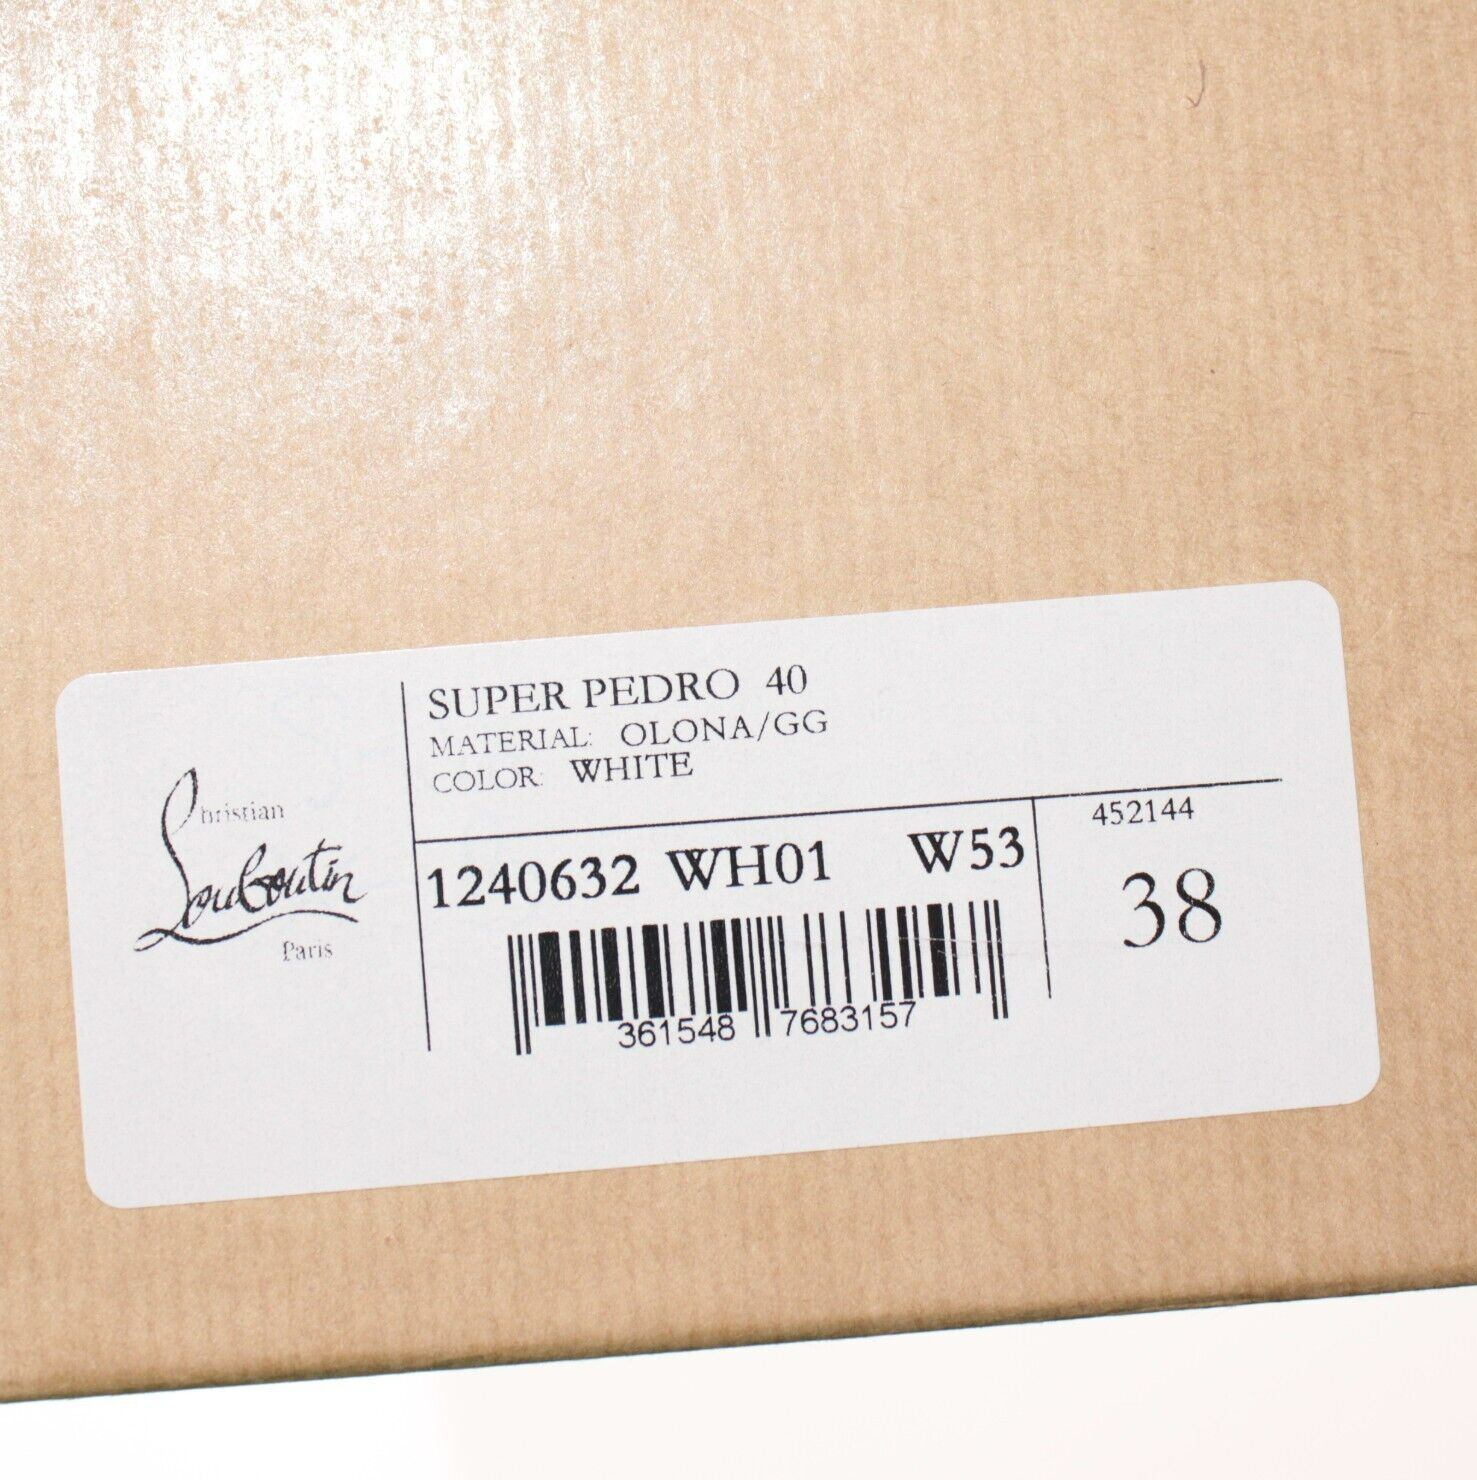 Christian
Louboutin
Paris
SUPER PEDRO 40
MATERIAL: OLONA/GG
COLOR: WHITE
1240632 WH01 W53
361548 7683157
452144
38